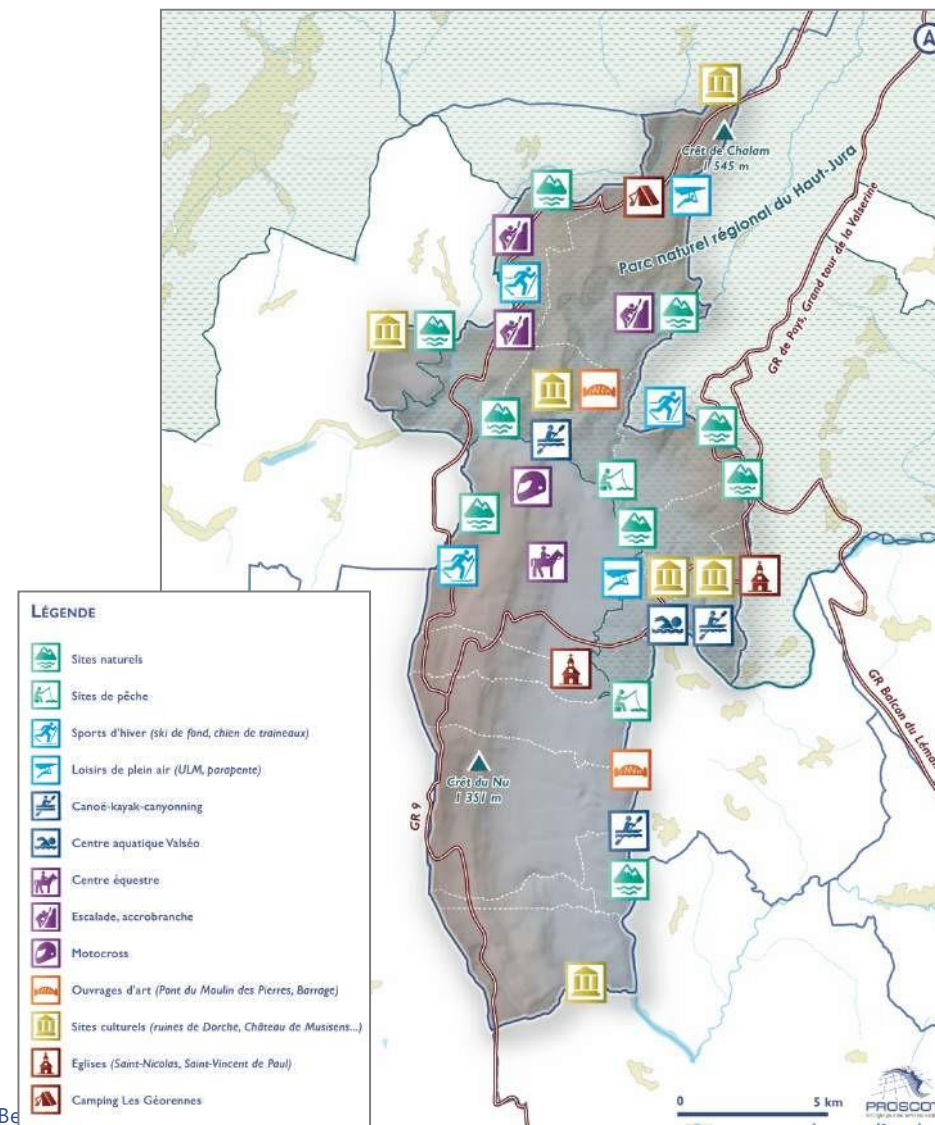 A
Crêt de Chalam
1 545 m
Parc naturel régional du Haut-Jura
GR de Pays, Grand tour de la Valserine
GR Balcon du Léman
Crêt du Nu
1 351 m
GR 9
LÉGENDE
Sites naturels
Sites de pêche
Sports d'hiver (ski de fond, chien de traineaux)
Loisirs de plein air (ULM, parapente)
Canoë-kayak-canyonning
Centre aquatique Valséo
Centre équestre
Escalade, accrobranche
Motocross
Ouvrages d'art (Pont du Moulin des Pierres, Barrage)
Sites culturels (ruines de Dorche, Château de Musisens...)
Eglises (Saint-Nicolas, Saint-Vincent de Paul)
Camping Les Géorennes
0 5 km
PROSCOT
Be